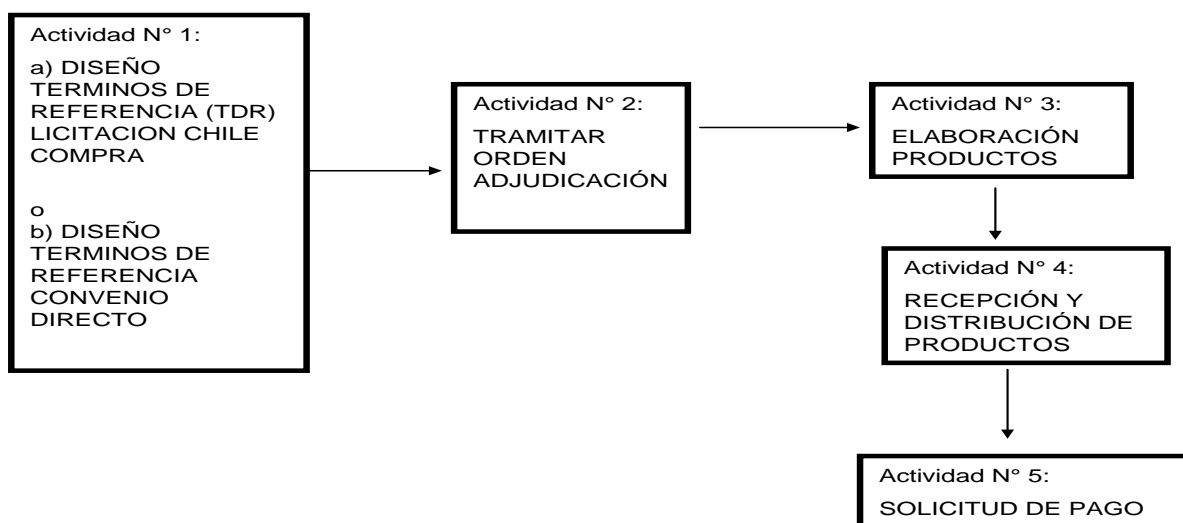 Actividad N° 1:
a) DISEÑO
TERMINOS DE
REFERENCIA (TDR)
LICITACION CHILE
COMPRA
o
b) DISEÑO
TERMINOS DE
REFERENCIA
CONVENIO
DIRECTO
Actividad N° 2:
TRAMITAR
ORDEN
ADJUDICACIÓN
Actividad N° 3:
ELABORACIÓN
PRODUCTOS
Actividad N° 4:
RECEPCIÓN Y
DISTRIBUCIÓN DE
PRODUCTOS
Actividad N° 5:
SOLICITUD DE PAGO